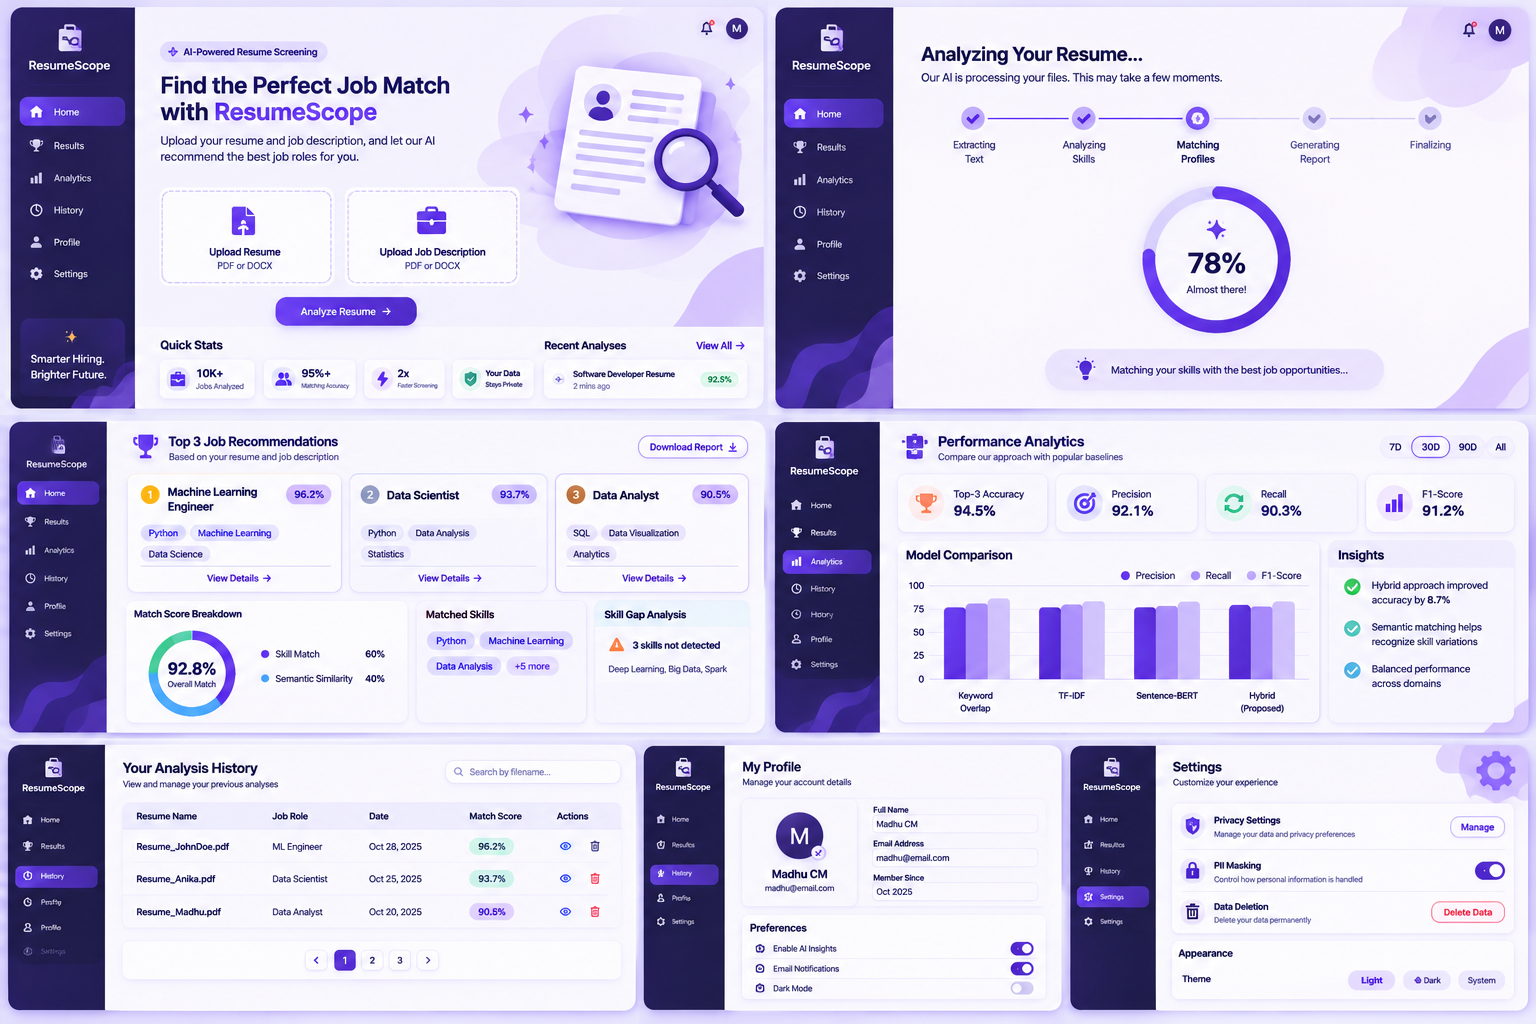 ResumeScope
Home
Results
Analytics
History
Profile
Settings
Smarter Hiring.
Brighter Future.
M
AI-Powered Resume Screening
Find the Perfect Job Match
with ResumeScope
Upload your resume and job description, and let our AI
recommend the best job roles for you.
Upload Resume
PDF or DOCX
Upload Job Description
PDF or DOCX
Analyze Resume →
Quick Stats
10K+
Jobs Analyzed
95%+
Matching Accuracy
2x
Faster Screening
Your Data
Stays Private
Recent Analyses
View All →
Software Developer Resume
2 mins ago
92.5%
ResumeScope
Home
Results
Analytics
History
Profile
Settings
M
Analyzing Your Resume...
Our AI is processing your files. This may take a few moments.
Extracting
Text
Analyzing
Skills
Matching
Profiles
Generating
Report
Finalizing
78%
Almost there!
Matching your skills with the best job opportunities...
ResumeScope
Home
Results
Analytics
History
Profile
Settings
Top 3 Job Recommendations
Based on your resume and job description
Download Report
1
Machine Learning
Engineer
96.2%
Python
Machine Learning
Data Science
View Details →
2
Data Scientist
93.7%
Python
Data Analysis
Statistics
View Details →
3
Data Analyst
90.5%
SQL
Data Visualization
Analytics
View Details →
Match Score Breakdown
92.8%
Overall Match
Skill Match 60%
Semantic Similarity 40%
Matched Skills
Python
Machine Learning
Data Analysis
+5 more
Skill Gap Analysis
3 skills not detected
Deep Learning, Big Data, Spark
ResumeScope
Home
Results
Analytics
History
History
Profile
Settings
Performance Analytics
Compare our approach with popular baselines
7D
30D
90D
All
Top-3 Accuracy
94.5%
Precision
92.1%
Recall
90.3%
F1-Score
91.2%
Model Comparison
Precision
Recall
F1-Score
100
75
50
25
0
Keyword
Overlap
TF-IDF
Sentence-BERT
Hybrid
(Proposed)
Insights
Hybrid approach improved
accuracy by 8.7%
Semantic matching helps
recognize skill variations
Balanced performance
across domains
ResumeScope
Home
Results
History
Profile
Settings
Your Analysis History
View and manage your previous analyses
Search by filename...
Resume Name Job Role Date Match Score Actions
Resume_JohnDoe.pdf ML Engineer Oct 28, 2025 96.2%
Resume_Anika.pdf Data Scientist Oct 25, 2025 93.7%
Resume_Madhu.pdf Data Analyst Oct 20, 2025 90.5%
1 2 3
ResumeScope
Home
Results
History
Profile
Settings
My Profile
Manage your account details
M
Madhu CM
madhu@email.com
Full Name
Madhu CM
Email Address
madhu@email.com
Member Since
Oct 2025
Preferences
Enable AI Insights
Email Notifications
Dark Mode
ResumeScope
Home
History
Settings
Settings
Settings
Customize your experience
Privacy Settings
Manage your data and privacy preferences
Manage
PII Masking
Control how personal information is handled
Data Deletion
Delete your data permanently
Delete Data
Appearance
Theme
Light
Dark
System